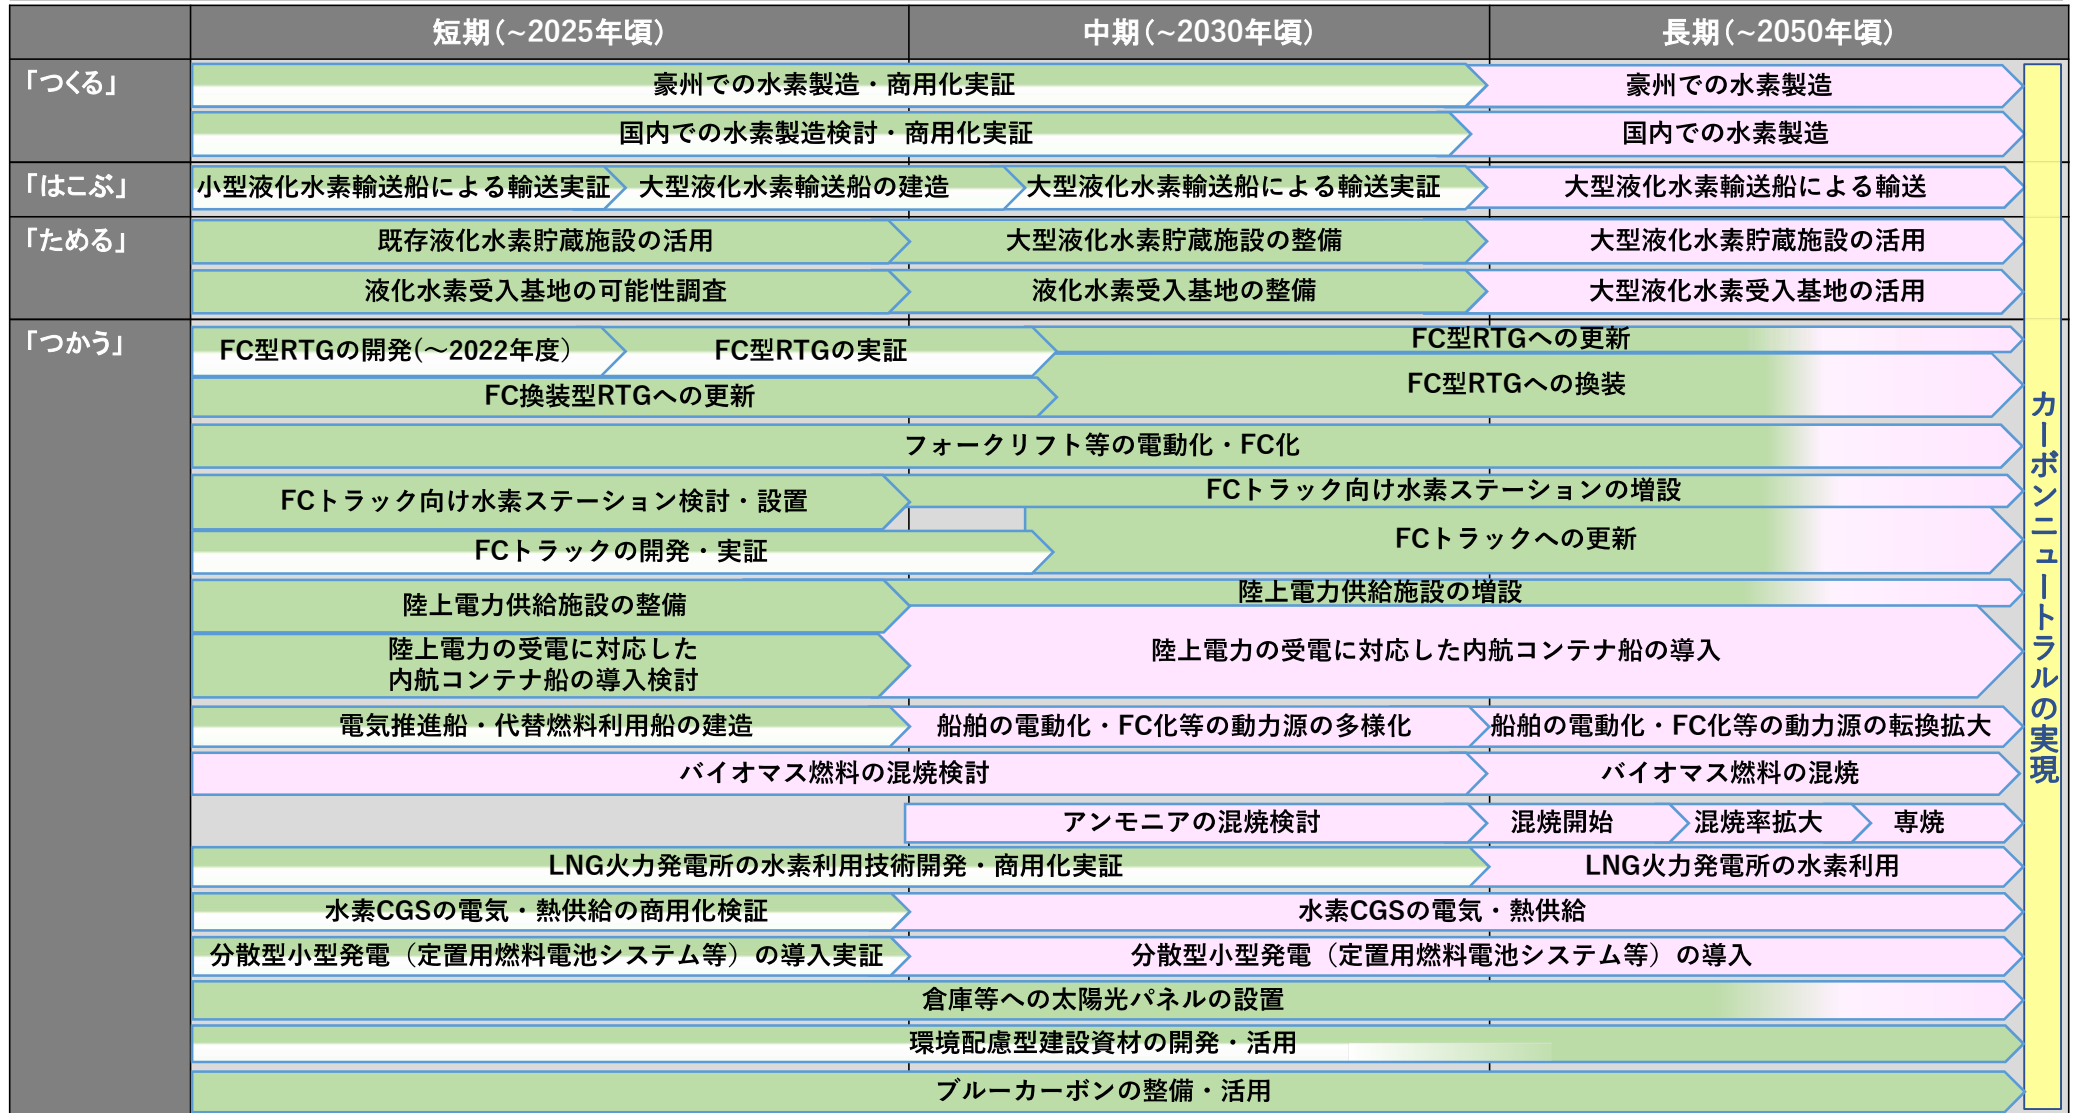 短期(~2025年頃)
中期(~2030年頃)
長期(~2050年頃)
「つくる」
豪州での水素製造・商用化実証
豪州での水素製造
国内での水素製造検討・商用化実証
国内での水素製造
「はこぶ」
小型液化水素輸送船による輸送実証
大型液化水素輸送船の建造
大型液化水素輸送船による輸送実証
大型液化水素輸送船による輸送
「ためる」
既存液化水素貯蔵施設の活用
大型液化水素貯蔵施設の整備
大型液化水素貯蔵施設の活用
液化水素受入基地の可能性調査
液化水素受入基地の整備
大型液化水素受入基地の活用
「つかう」
FC型RTGの開発(~2022年度）
FC型RTGの実証
FC型RTGへの更新
FC換装型RTGへの更新
FC型RTGへの換装
フォークリフト等の電動化・FC化
FCトラック向け水素ステーション検討・設置
FCトラック向け水素ステーションの増設
FCトラックの開発・実証
FCトラックへの更新
陸上電力供給施設の整備
陸上電力供給施設の増設
陸上電力の受電に対応した
内航コンテナ船の導入検討
陸上電力の受電に対応した内航コンテナ船の導入
電気推進船・代替燃料利用船の建造
船舶の電動化・FC化等の動力源の多様化
船舶の電動化・FC化等の動力源の転換拡大
バイオマス燃料の混焼検討
バイオマス燃料の混焼
アンモニアの混焼検討
混焼開始
混焼率拡大
専焼
LNG火力発電所の水素利用技術開発・商用化実証
LNG火力発電所の水素利用
水素CGSの電気・熱供給の商用化検証
水素CGSの電気・熱供給
分散型小型発電（定置用燃料電池システム等）の導入実証
分散型小型発電（定置用燃料電池システム等）の導入
倉庫等への太陽光パネルの設置
環境配慮型建設資材の開発・活用
ブルーカーボンの整備・活用
カーボンニュートラルの実現